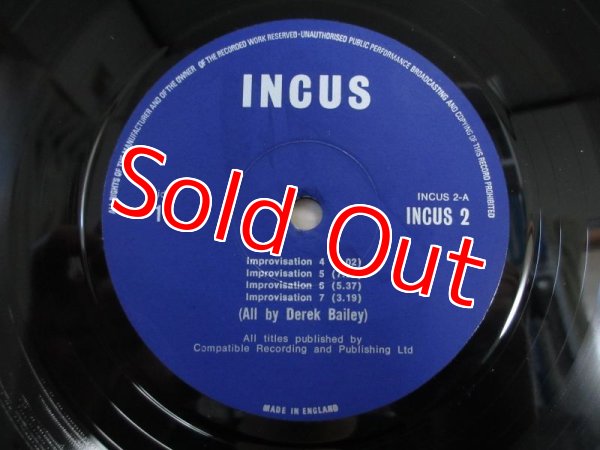 ALL RIGHTS OF THE MANUFACTURER AND OF THE OWNER OF THE RECORDED WORK RESERVED-UNAUTHORISED PUBLIC PERFORMANCE BROADCASTING AND COPYING OF THIS RECORD PROHIBITED
INCUS
INCUS 2-A
1
INCUS 2
Sold Out
Improvisation 4
Improvisation 5
Improvisation 6 (5.37)
Improvisation 7 (3.19)
(All by Derek Bailey)
All titles published by
Compatible Recording and Publishing Ltd
MADE IN ENGLAND